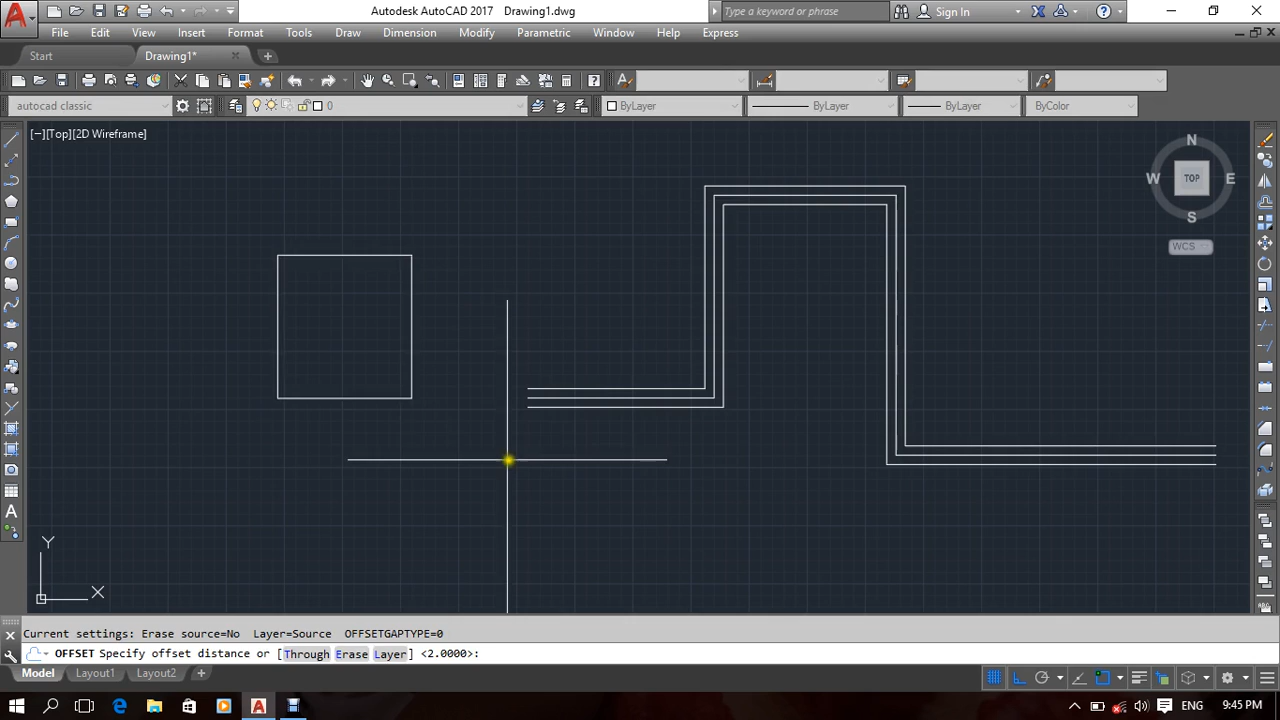 Autodesk AutoCAD 2017 Drawing1.dwg
Type a keyword or phrase
Sign In
File Edit View Insert Format Tools Draw Dimension Modify Parametric Window Help Express
Start Drawing1*
autocad classic
0
ByLayer
ByLayer
ByLayer
ByColor
[−][Top][2D Wireframe]
N
W TOP E
S
WCS
Y
X
Current settings: Erase source=No Layer=Source OFFSETGAPTYPE=0
OFFSET Specify offset distance or [Through Erase Layer] <2.0000>:
Model Layout1 Layout2
ENG 9:45 PM